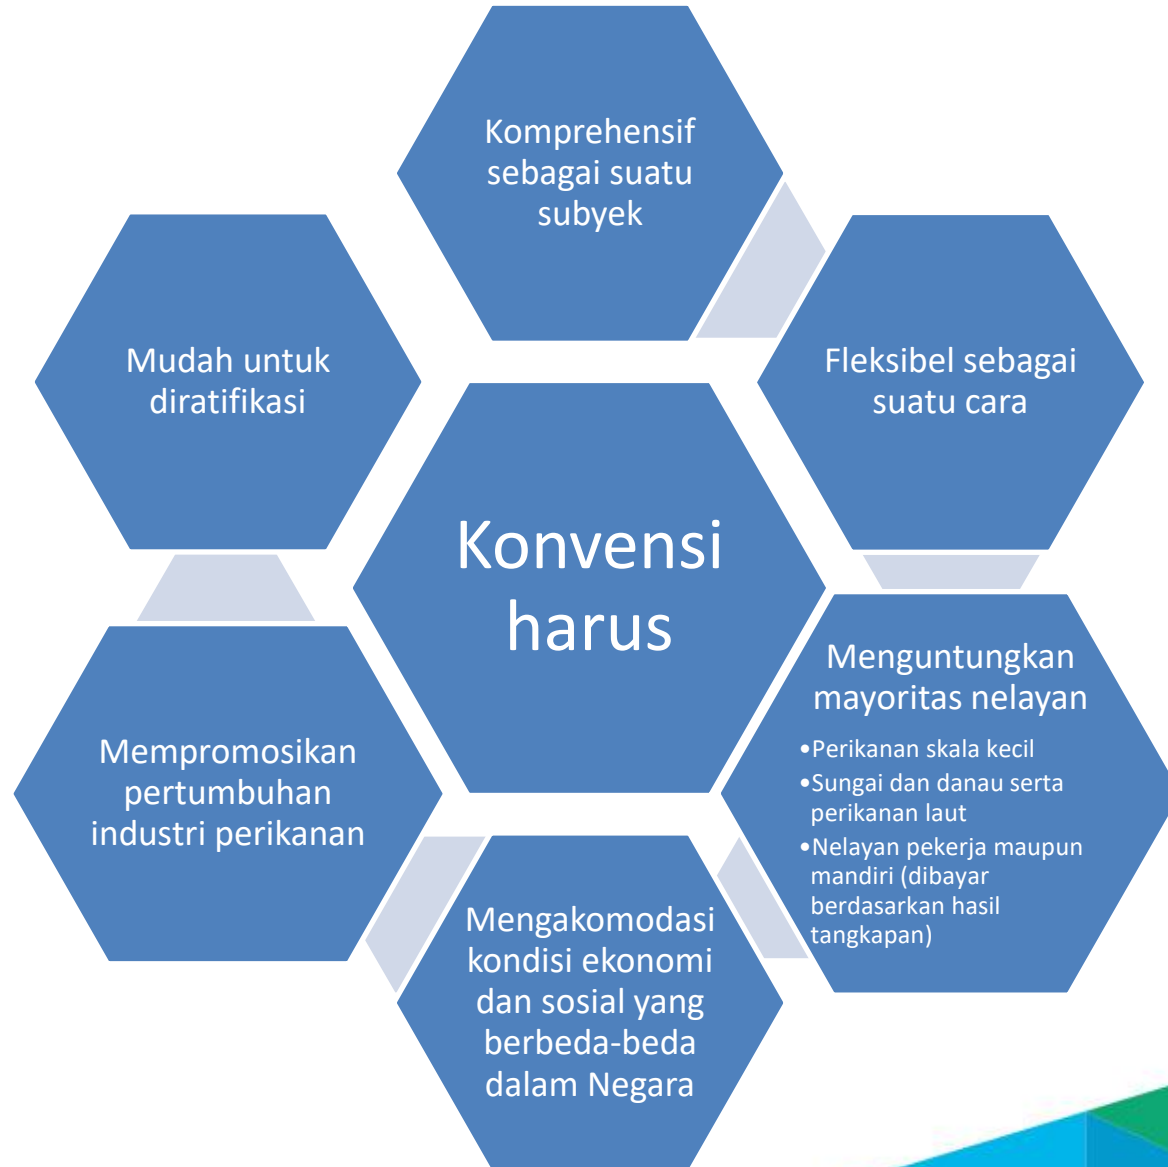 Komprehensif
sebagai suatu
subyek
Fleksibel sebagai
suatu cara
Menguntungkan
mayoritas nelayan
•Perikanan skala kecil
•Sungai dan danau serta
perikanan laut
•Nelayan pekerja maupun
mandiri (dibayar
berdasarkan hasil
tangkapan)
Mengakomodasi
kondisi ekonomi
dan sosial yang
berbeda-beda
dalam Negara
Mempromosikan
pertumbuhan
industri perikanan
Mudah untuk
diratifikasi
Konvensi
harus